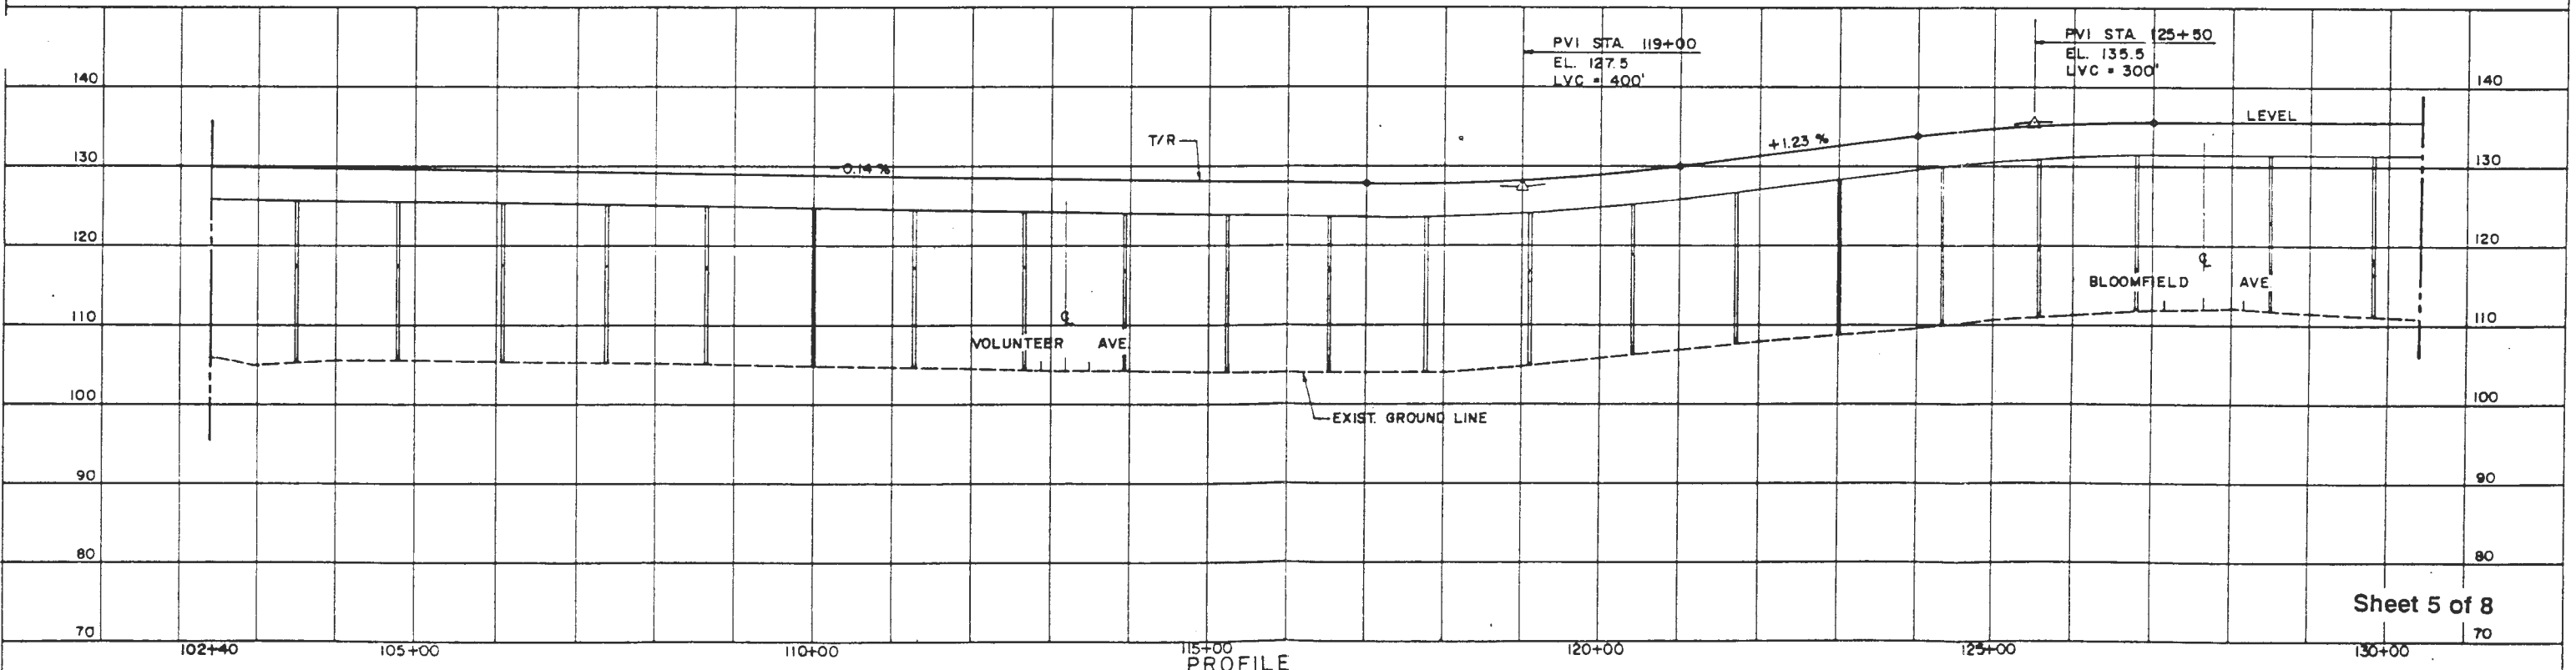 PVI STA. 119+00
EL. 127.5
LVC = 400'
PVI STA. 125+50
EL. 135.5
LVC = 300'
140
140
T/R
+1.23 %
LEVEL
130
-0.14 %
130
120
120
BLOOMFIELD AVE.
110
VOLUNTEER AVE.
110
100
EXIST. GROUND LINE
100
90
90
80
80
Sheet 5 of 8
70
70
102+40
105+00
110+00
115+00
120+00
125+00
130+00
PROFILE